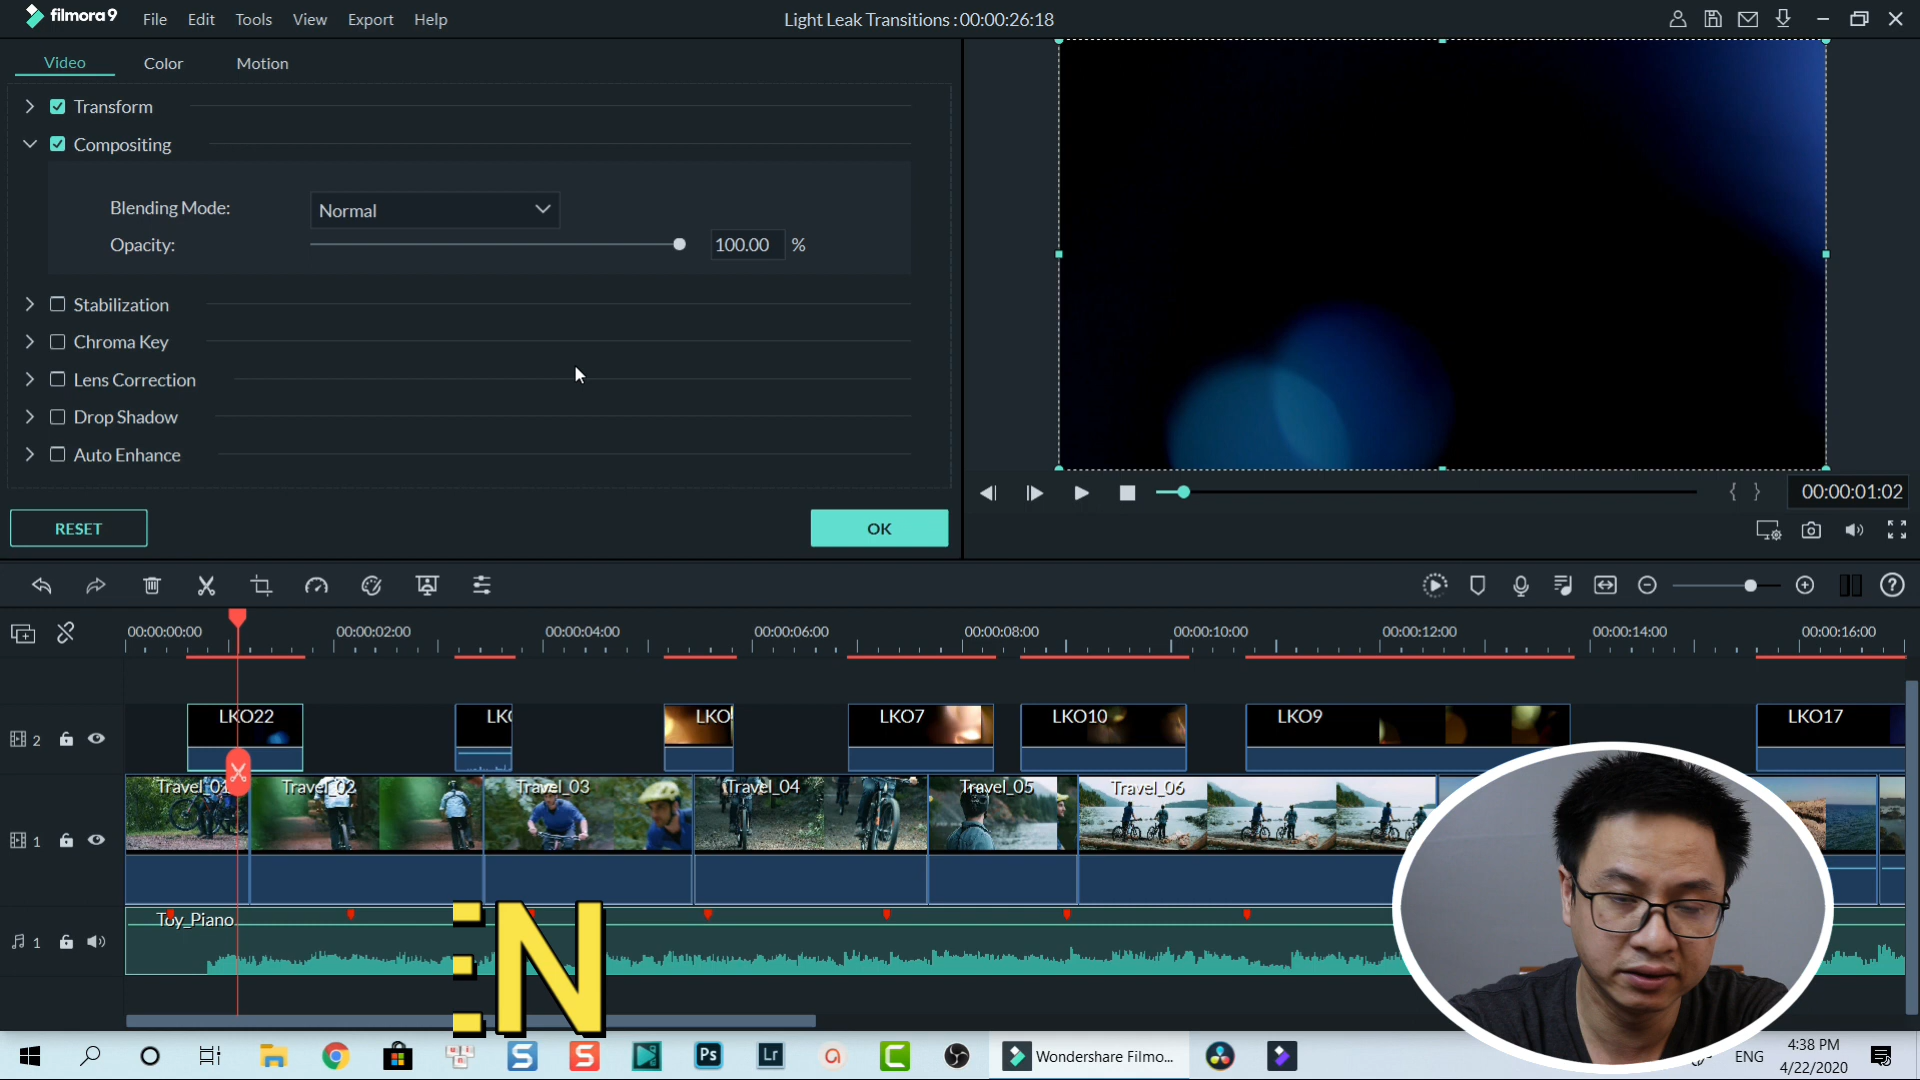 filmora9 File Edit Tools View Export Help Light Leak Transitions : 00:00:26:18
Video Color Motion
Transform
Compositing
Blending Mode: Normal
Opacity: 100.00 %
Stabilization
Chroma Key
Lens Correction
Drop Shadow
Auto Enhance
RESET OK
00:00:01:02
00:00:00:00 00:00:02:00 00:00:04:00 00:00:06:00 00:00:08:00 00:00:10:00 00:00:12:00 00:00:14:00 00:00:16:00
2 LKO22 LKO LKO7 LKO10 LKO9 LKO17
Travel_01 Travel_02 Travel_03 Travel_04 Travel_05 Travel_06
1
Toy_Piano
1
N
Ps Lr Wondershare Filmo... ENG 4:38 PM
4/22/2020